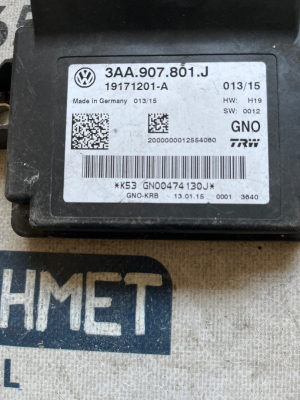 3AA.907.801.J
19171201-A 013/15
Made in Germany 013/15 HW: H19
SW: 0012
GNO
2000000012554060 TRW
*K53 GN00474130J*
GNO-KRB - 13.01.15 0001 3640
HMET
L